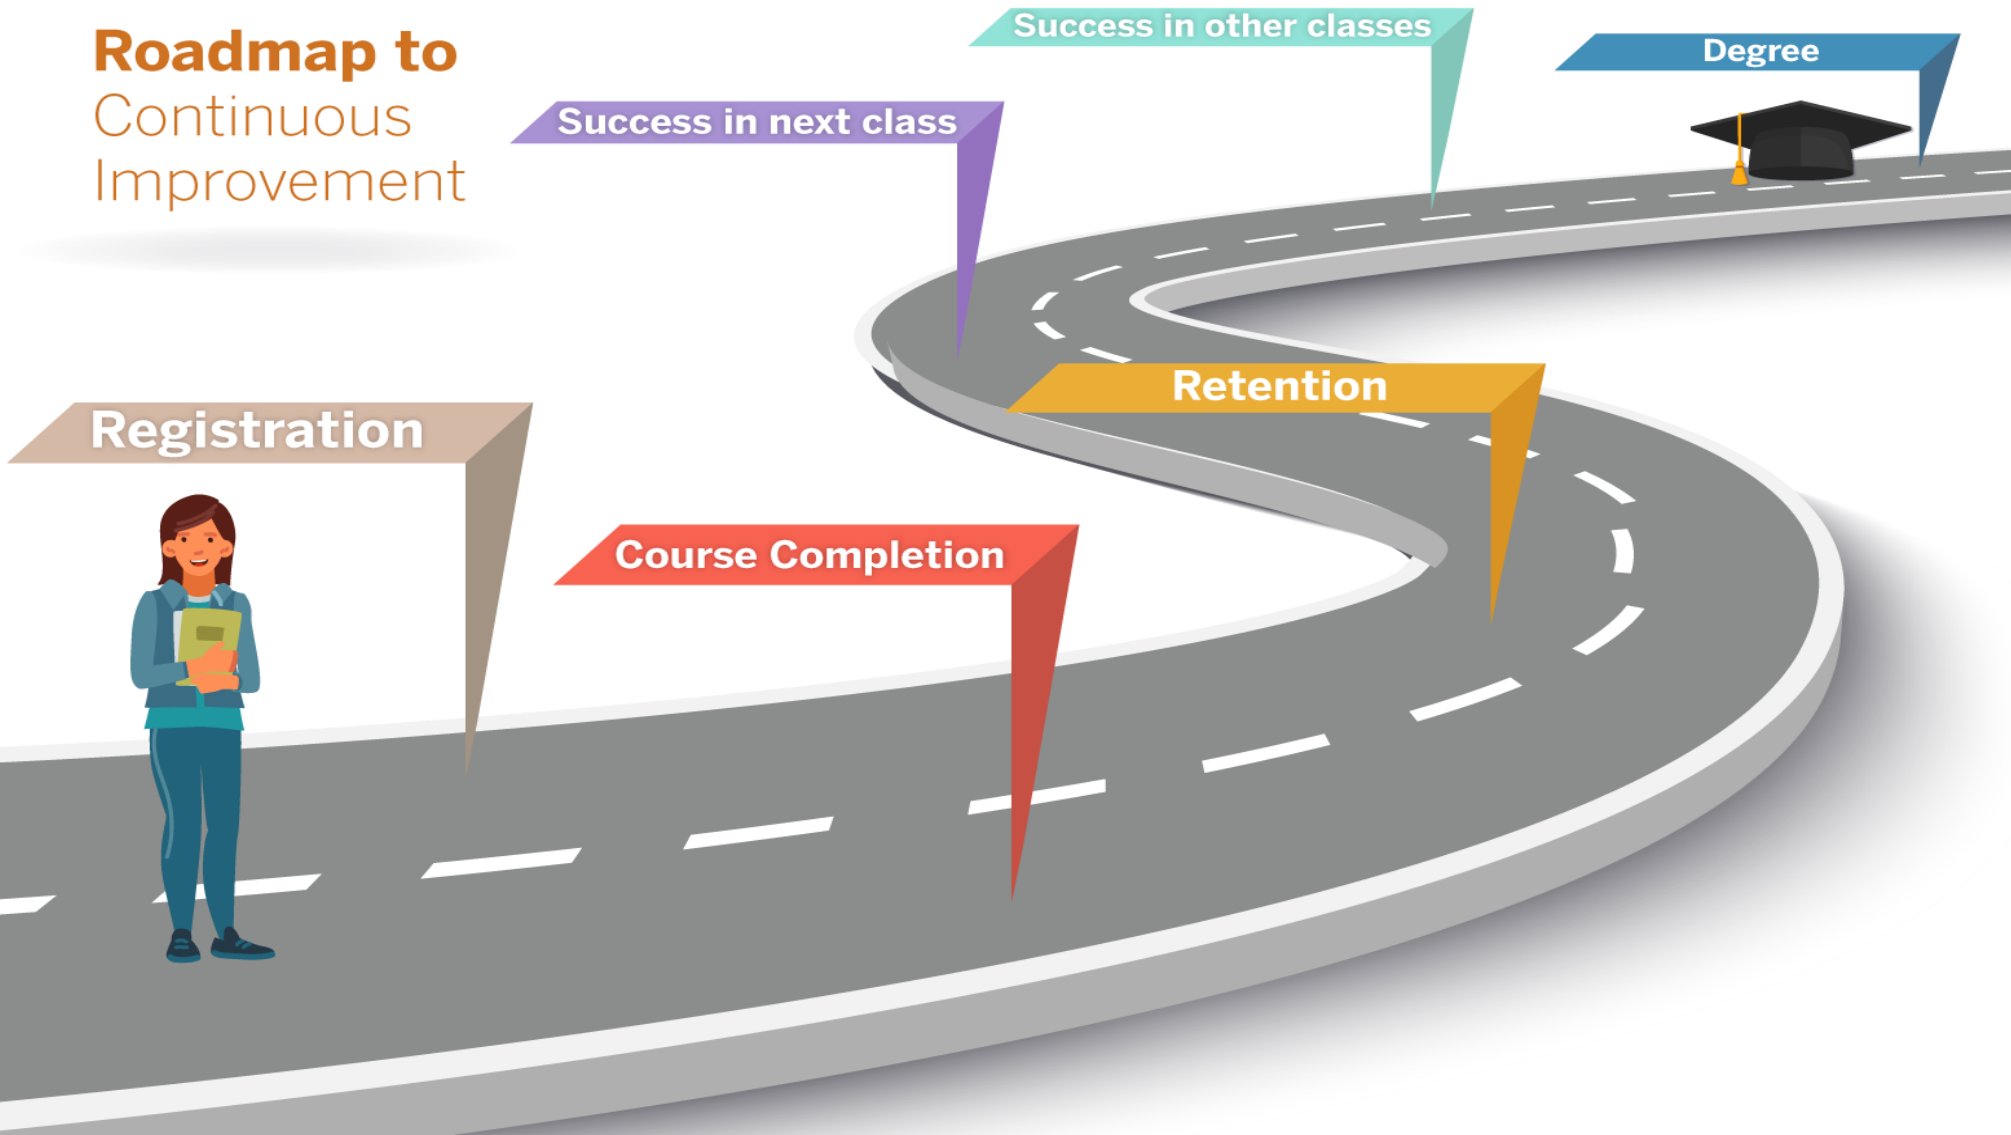 Roadmap to
Continuous
Improvement
Success in other classes
Degree
Success in next class
Retention
Registration
Course Completion